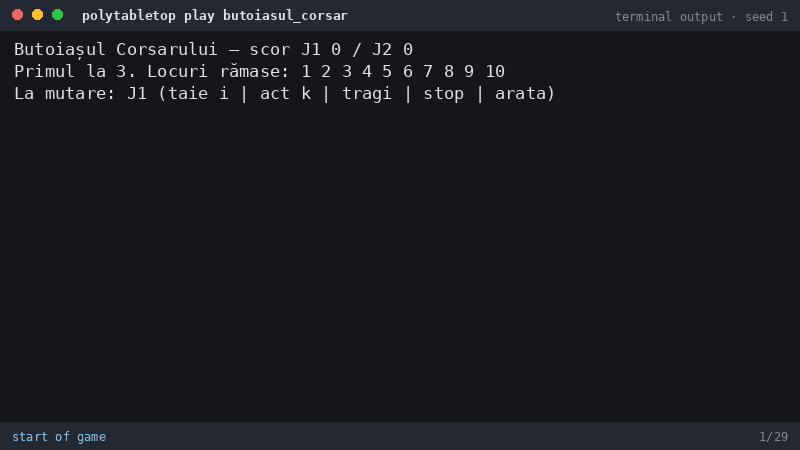 polytabletop play butoiasul_corsar
terminal output · seed 1
Butoiașul Corsarului — scor J1 0 / J2 0
Primul la 3. Locuri rămase: 1 2 3 4 5 6 7 8 9 10
La mutare: J1 (taie i | act k | tragi | stop | arata)
start of game
1/29